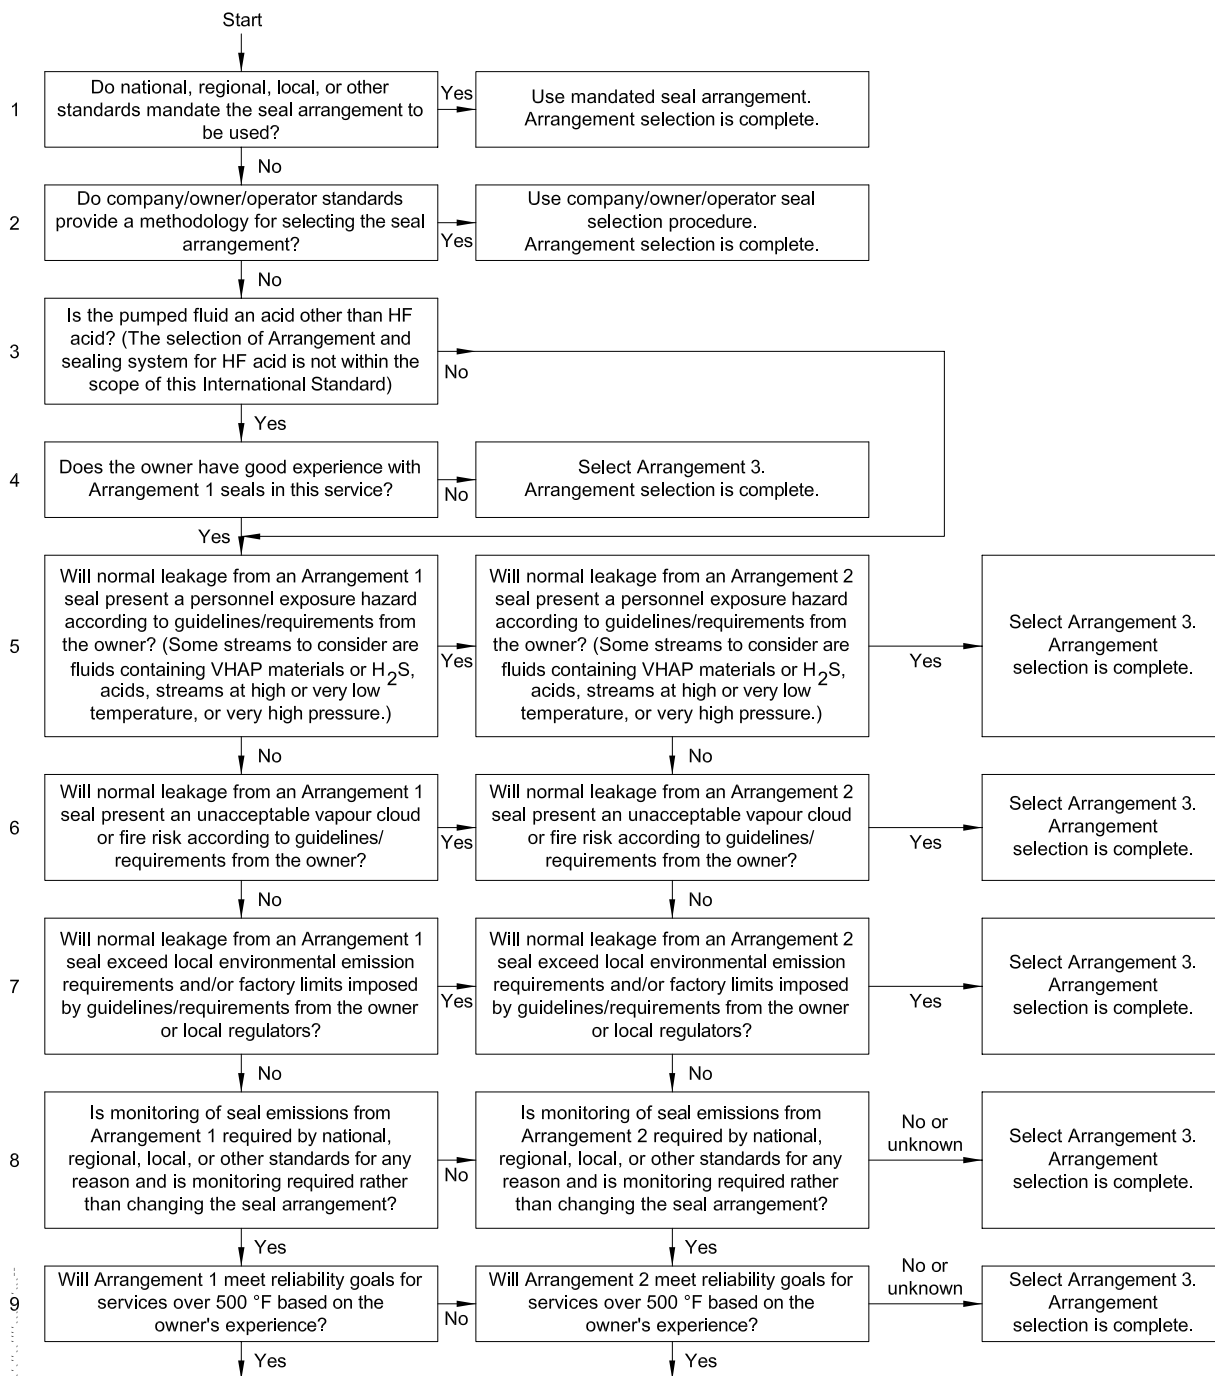 Start
1
Do national, regional, local, or other
standards mandate the seal arrangement to
be used?
Yes
Use mandated seal arrangement.
Arrangement selection is complete.
No
2
Do company/owner/operator standards
provide a methodology for selecting the seal
arrangement?
Yes
Use company/owner/operator seal
selection procedure.
Arrangement selection is complete.
No
3
Is the pumped fluid an acid other than HF
acid? (The selection of Arrangement and
sealing system for HF acid is not within the
scope of this International Standard)
No
Yes
4
Does the owner have good experience with
Arrangement 1 seals in this service?
No
Select Arrangement 3.
Arrangement selection is complete.
Yes
5
Will normal leakage from an Arrangement 1
seal present a personnel exposure hazard
according to guidelines/requirements from
the owner? (Some streams to consider are
fluids containing VHAP materials or H2S,
acids, streams at high or very low
temperature, or very high pressure.)
Yes
Will normal leakage from an Arrangement 2
seal present a personnel exposure hazard
according to guidelines/requirements from
the owner? (Some streams to consider are
fluids containing VHAP materials or H2S,
acids, streams at high or very low
temperature, or very high pressure.)
Yes
Select Arrangement 3.
Arrangement
selection is complete.
No
No
6
Will normal leakage from an Arrangement 1
seal present an unacceptable vapour cloud
or fire risk according to guidelines/
requirements from the owner?
Yes
Will normal leakage from an Arrangement 2
seal present an unacceptable vapour cloud
or fire risk according to guidelines/
requirements from the owner?
Yes
Select Arrangement 3.
Arrangement
selection is complete.
No
No
7
Will normal leakage from an Arrangement 1
seal exceed local environmental emission
requirements and/or factory limits imposed
by guidelines/requirements from the owner
or local regulators?
Yes
Will normal leakage from an Arrangement 2
seal exceed local environmental emission
requirements and/or factory limits imposed
by guidelines/requirements from the owner
or local regulators?
Yes
Select Arrangement 3.
Arrangement
selection is complete.
No
No
8
Is monitoring of seal emissions from
Arrangement 1 required by national,
regional, local, or other standards for any
reason and is monitoring required rather
than changing the seal arrangement?
No
Is monitoring of seal emissions from
Arrangement 2 required by national,
regional, local, or other standards for any
reason and is monitoring required rather
than changing the seal arrangement?
No or
unknown
Select Arrangement 3.
Arrangement
selection is complete.
Yes
Yes
9
Will Arrangement 1 meet reliability goals for
services over 500 °F based on the
owner's experience?
No
Will Arrangement 2 meet reliability goals for
services over 500 °F based on the
owner's experience?
No or
unknown
Select Arrangement 3.
Arrangement
selection is complete.
Yes
Yes